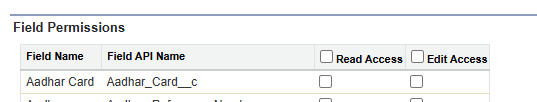 Field Permissions
Field Name Field API Name Read Access Edit Access
Aadhar Card Aadhar_Card__c